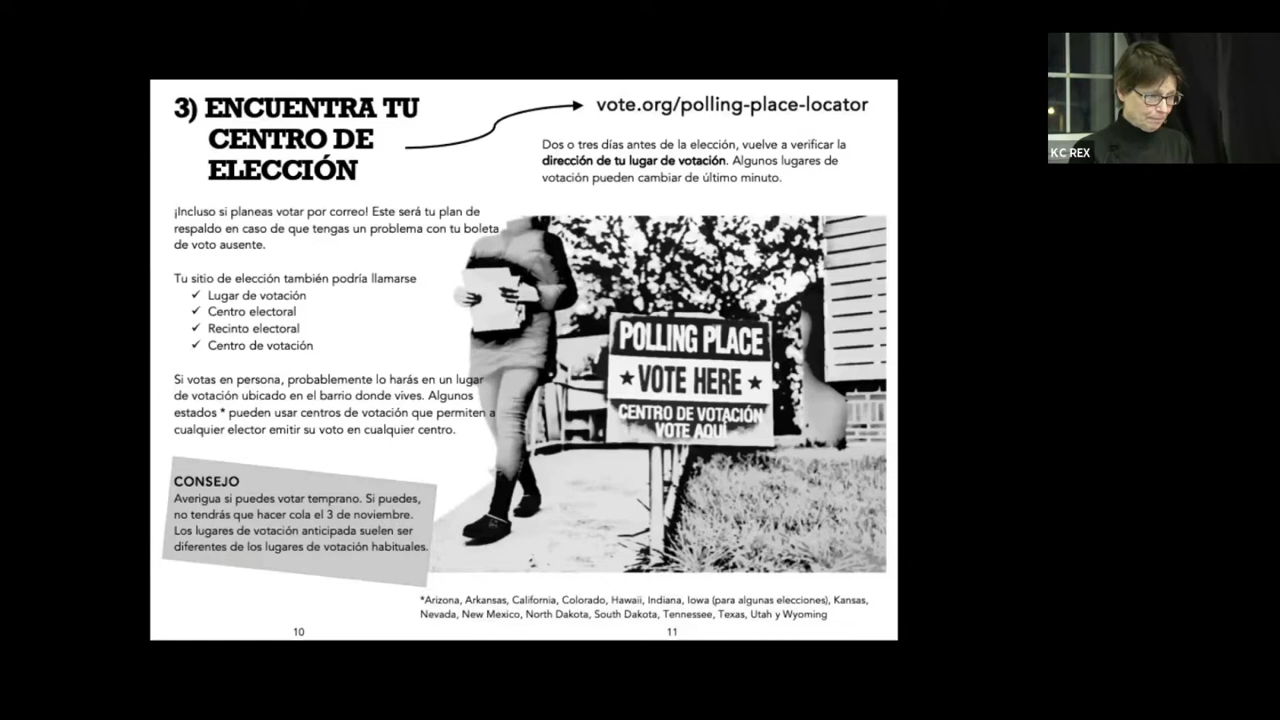 3) ENCUENTRA TU
CENTRO DE
ELECCIÓN
¡Incluso si planeas votar por correo! Este será tu plan de
respaldo en caso de que tengas un problema con tu boleta
de voto ausente.
Tu sitio de elección también podría llamarse
✓ Lugar de votación
✓ Centro electoral
✓ Recinto electoral
✓ Centro de votación
Si votas en persona, probablemente lo harás en un lugar
de votación ubicado en el barrio donde vives. Algunos
estados * pueden usar centros de votación que permiten a
cualquier elector emitir su voto en cualquier centro.
CONSEJO
Averigua si puedes votar temprano. Si puedes,
no tendrás que hacer cola el 3 de noviembre.
Los lugares de votación anticipada suelen ser
diferentes de los lugares de votación habituales.
10
vote.org/polling-place-locator
Dos o tres días antes de la elección, vuelve a verificar la
dirección de tu lugar de votación. Algunos lugares de
votación pueden cambiar de último minuto.
POLLING PLACE
★ VOTE HERE ★
CENTRO DE VOTACIÓN
VOTE AQUÍ
*Arizona, Arkansas, California, Colorado, Hawaii, Indiana, Iowa (para algunas elecciones), Kansas,
Nevada, New Mexico, North Dakota, South Dakota, Tennessee, Texas, Utah y Wyoming
11
KC REX